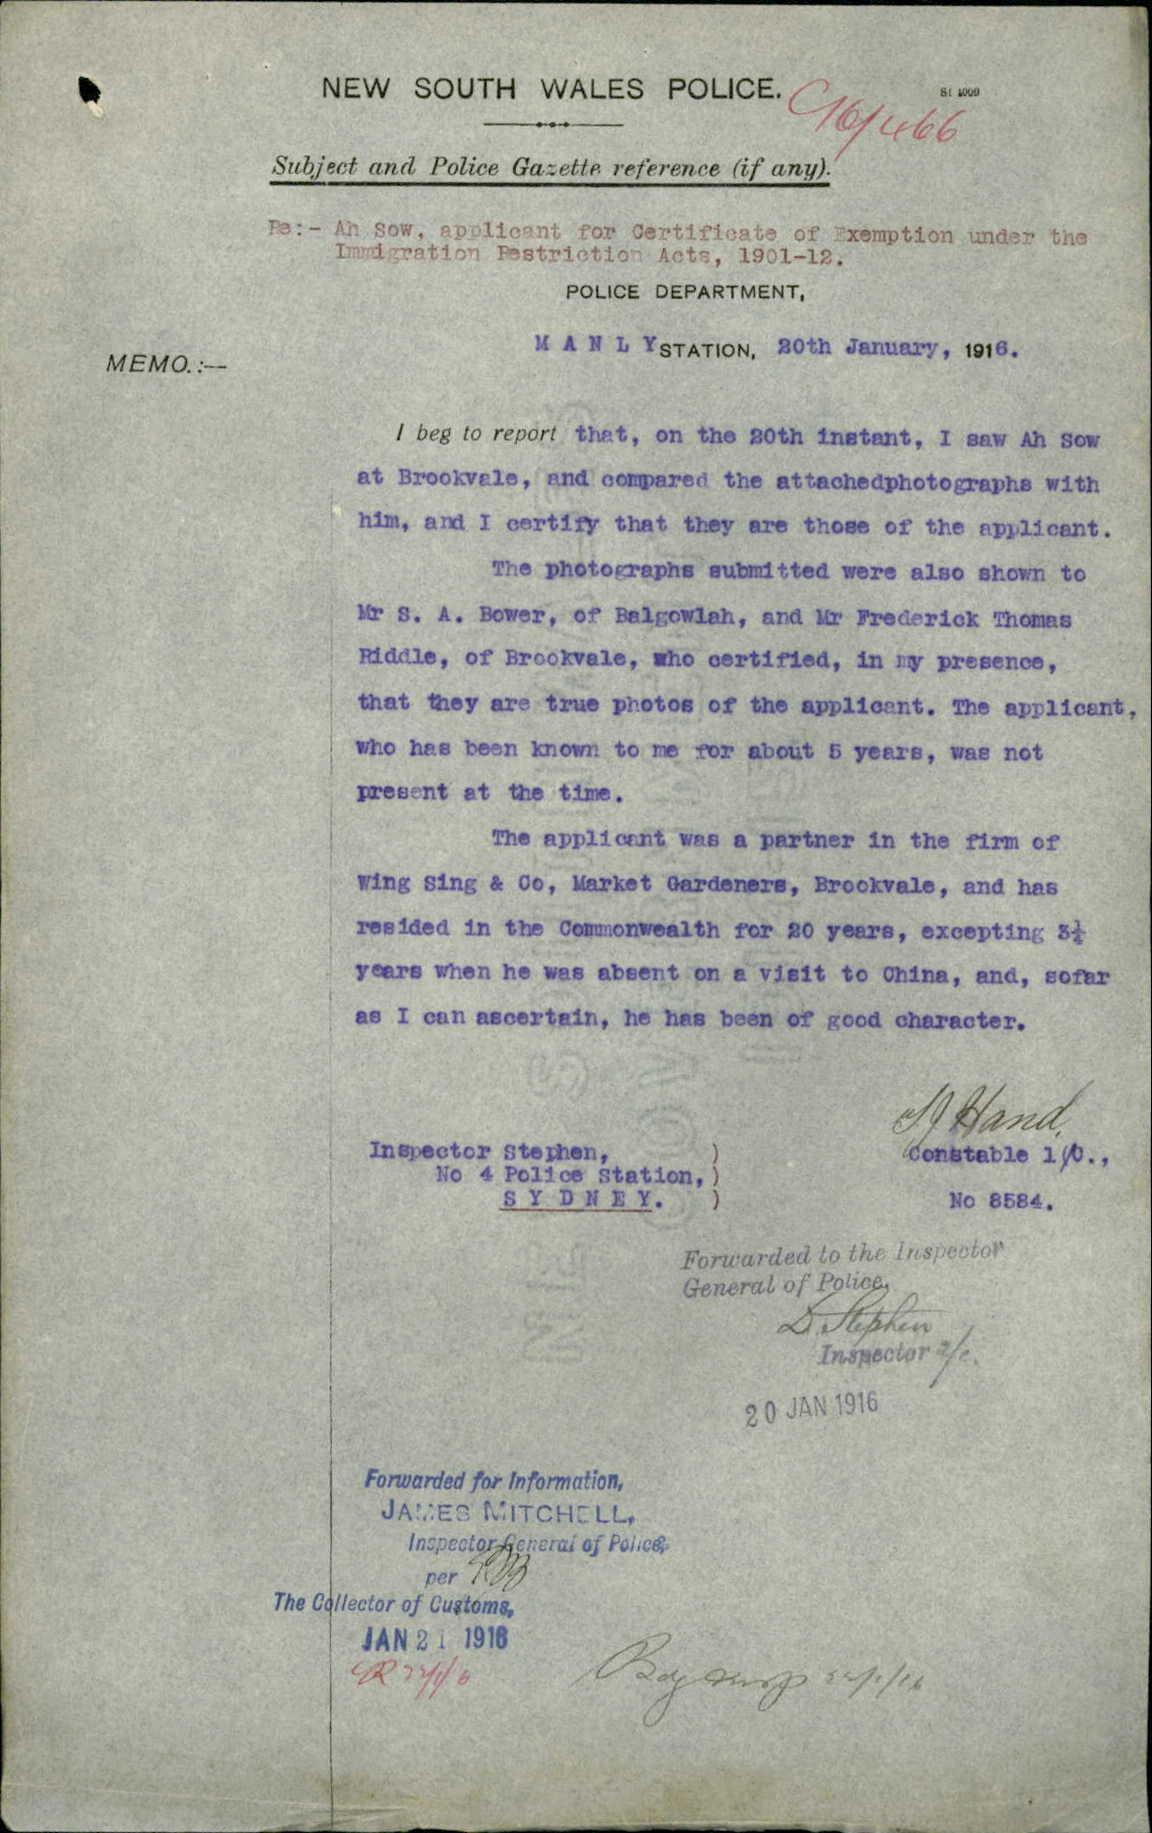 NEW SOUTH WALES POLICE.
St 4000
C16/466
Subject and Police Gazette reference (if any).
Re:- Ah Sow, applicant for Certificate of Exemption under the
Immigration Restriction Acts, 1901-12.
POLICE DEPARTMENT,
M A N L Y STATION, 20th January, 1916.
MEMO.:--
I beg to report that, on the 20th instant, I saw Ah Sow
at Brookvale, and compared the attachedphotographs with
him, and I certify that they are those of the applicant.
The photographs submitted were also shown to
Mr S. A. Bower, of Balgowlah, and Mr Frederick Thomas
Riddle, of Brookvale, who certified, in my presence,
that they are true photos of the applicant. The applicant,
who has been known to me for about 5 years, was not
present at the time.
The applicant was a partner in the firm of
Wing Sing & Co, Market Gardeners, Brookvale, and has
resided in the Commonwealth for 20 years, excepting 3½
years when he was absent on a visit to China, and, sofar
as I can ascertain, he has been of good character.
Hand,
Inspector Stephen, )
Constable 1/C.,
No 4 Police Station, )
S Y D N E Y. )
No 8584.
Forwarded to the Inspector
General of Police.
D. Stephen
Inspector
20 JAN 1916
Forwarded for Information,
JAMES MITCHELL,
Inspector General of Police,
per
The Collector of Customs,
JAN 21 1916